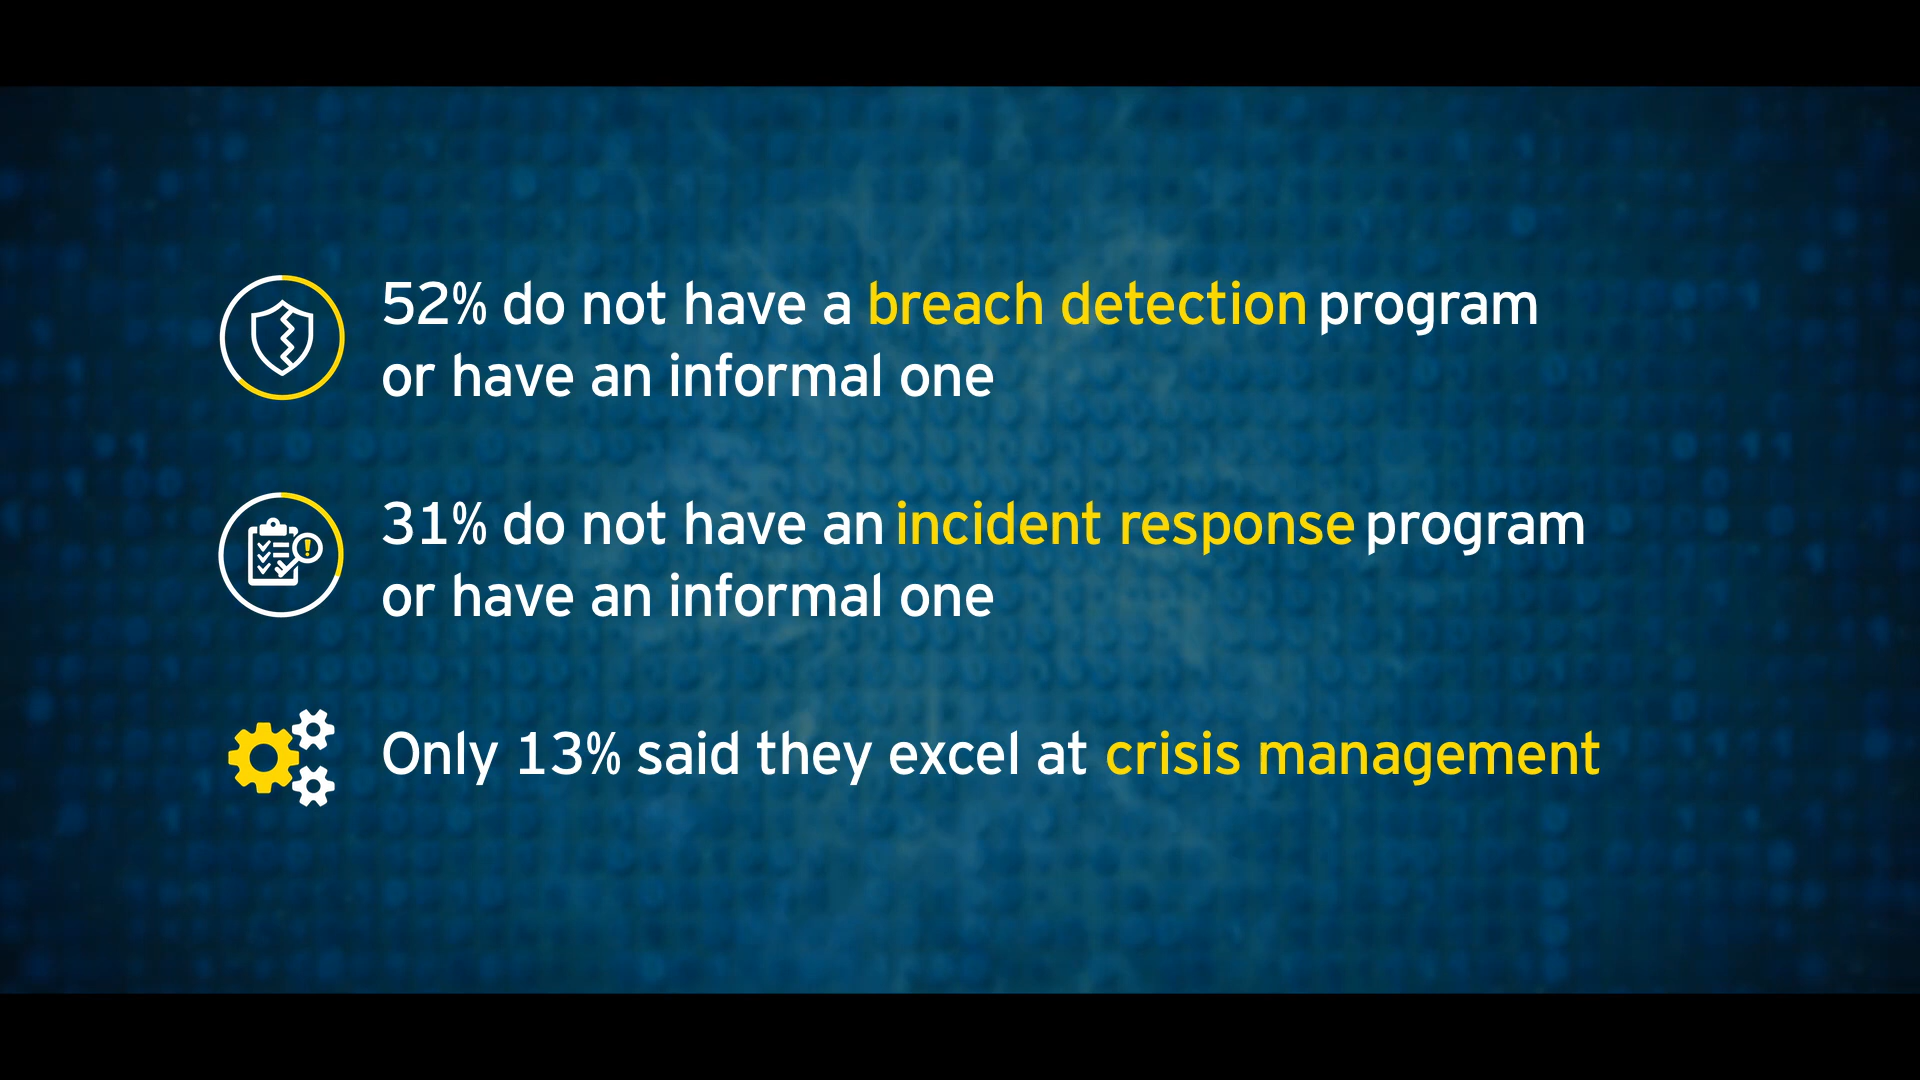 52% do not have a breach detection program
or have an informal one
31% do not have an incident response program
or have an informal one
Only 13% said they excel at crisis management